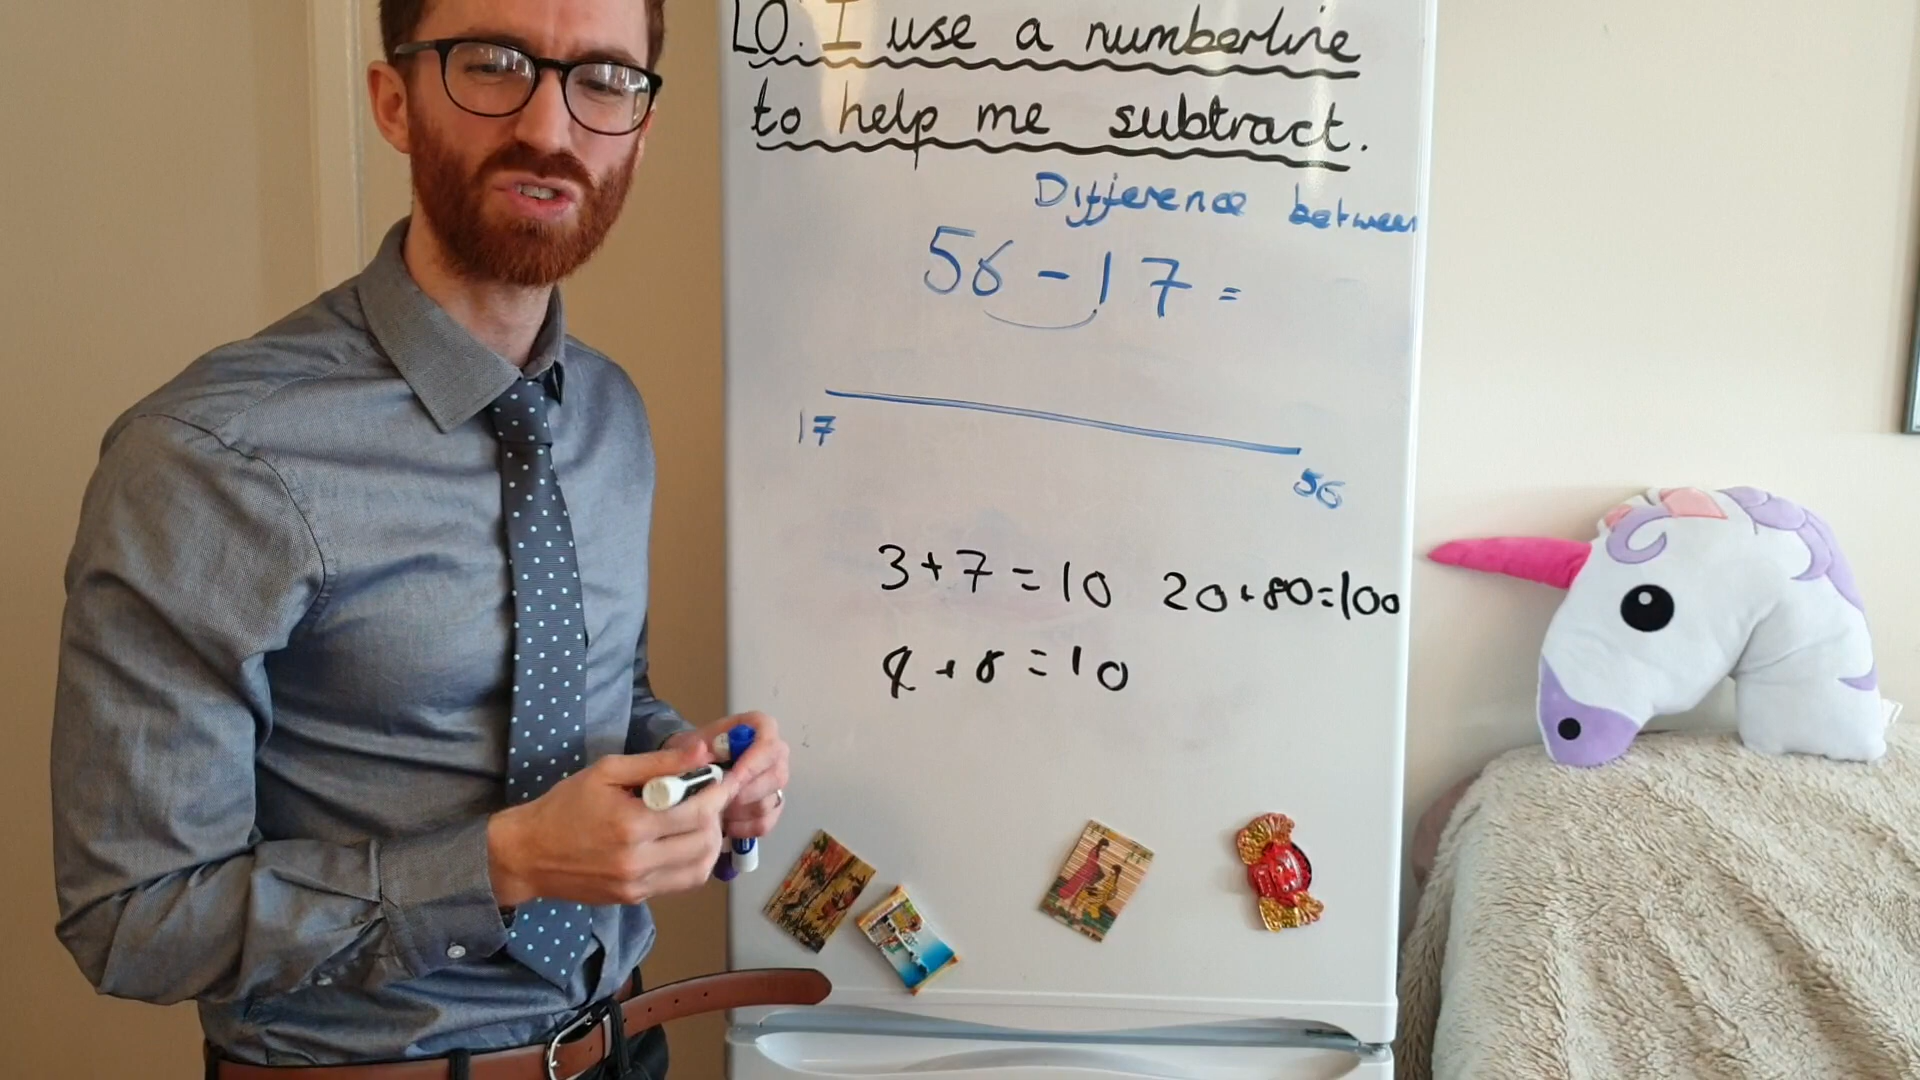 LO: I use a numberline
to help me subtract.
Difference between
56 - 17 =
17
56
3 + 7 = 10 20 + 80 = 100
+ 8 = 10